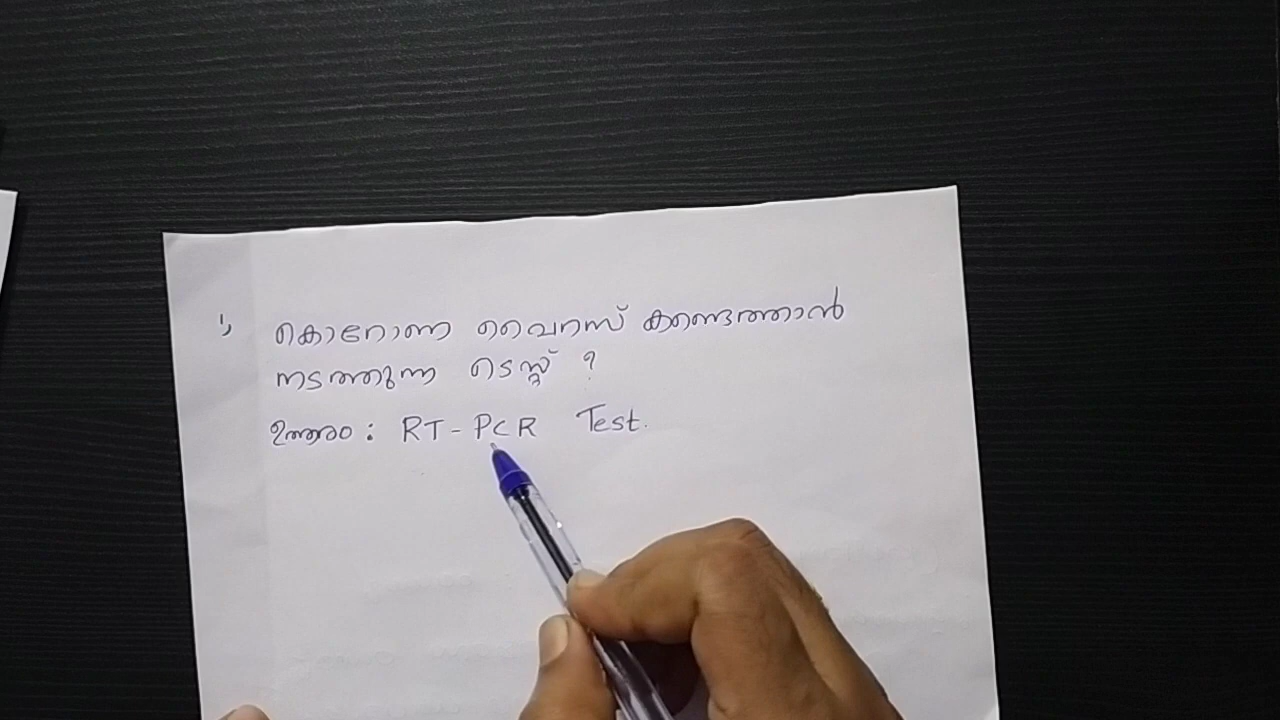 1, കൊറോണ വൈറസ് കണ്ടെത്താൻ
നടത്തുന്ന ടെസ്റ്റ് ?
ഉത്തരം : RT - PCR Test.